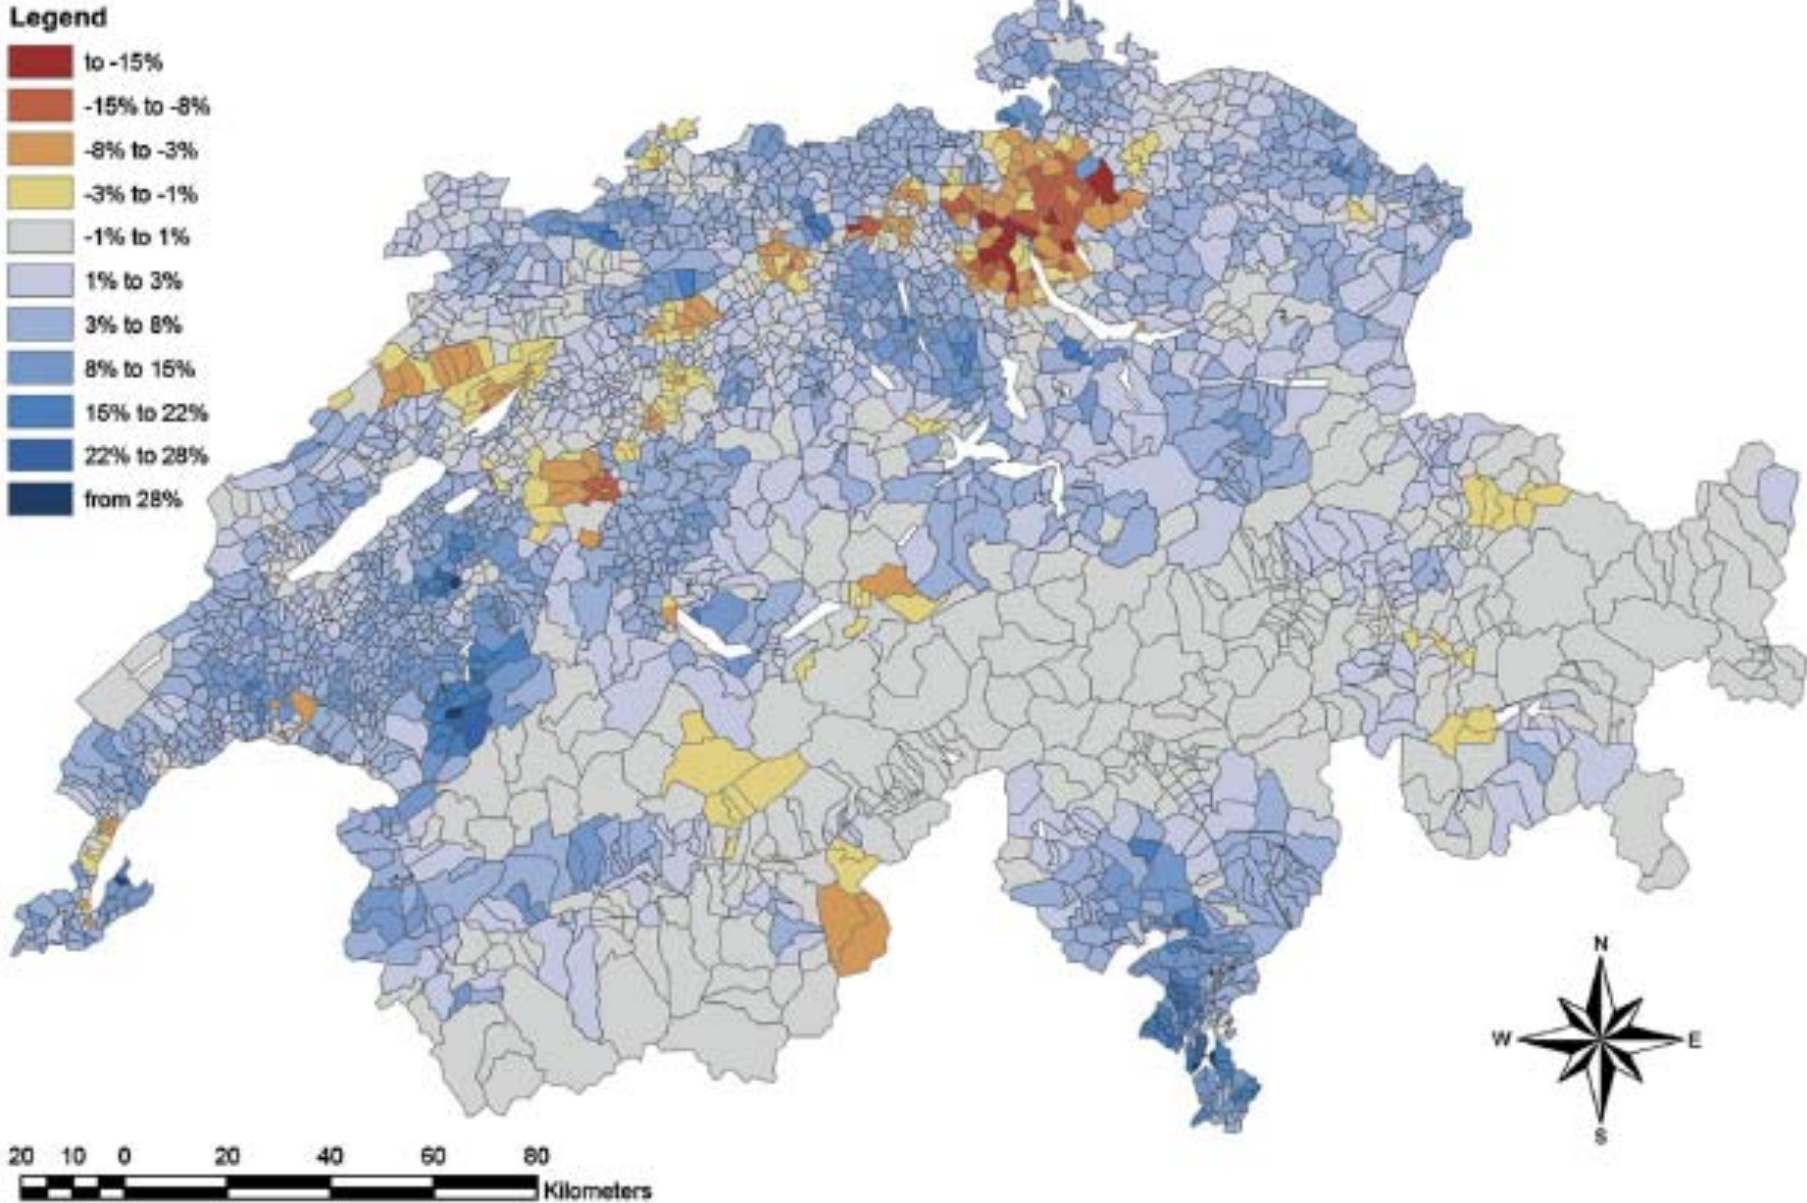 Legend
to -15%
-15% to -8%
-8% to -3%
-3% to -1%
-1% to 1%
1% to 3%
3% to 8%
8% to 15%
15% to 22%
22% to 28%
from 28%
N
W E
S
20 10 0 20 40 60 80
Kilometers